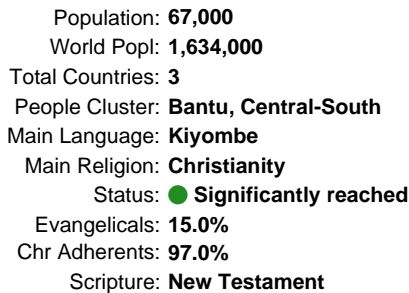 Population: 67,000
World Popl: 1,634,000
Total Countries: 3
People Cluster: Bantu, Central-South
Main Language: Kiyombe
Main Religion: Christianity
Status: Significantly reached
Evangelicals: 15.0%
Chr Adherents: 97.0%
Scripture: New Testament